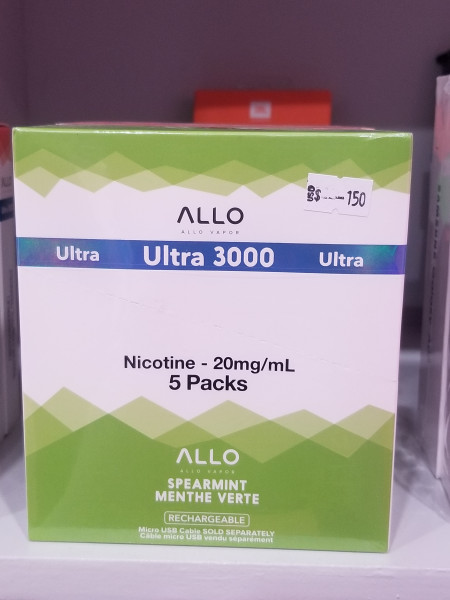 150
ALLO
ALLO VAPOR
Ultra Ultra 3000 Ultra
Nicotine - 20mg/mL
5 Packs
ALLO
ALLO VAPOR
SPEARMINT
MENTHE VERTE
RECHARGEABLE
Micro USB Cable SOLD SEPARATELY
Câble micro USB vendu séparément